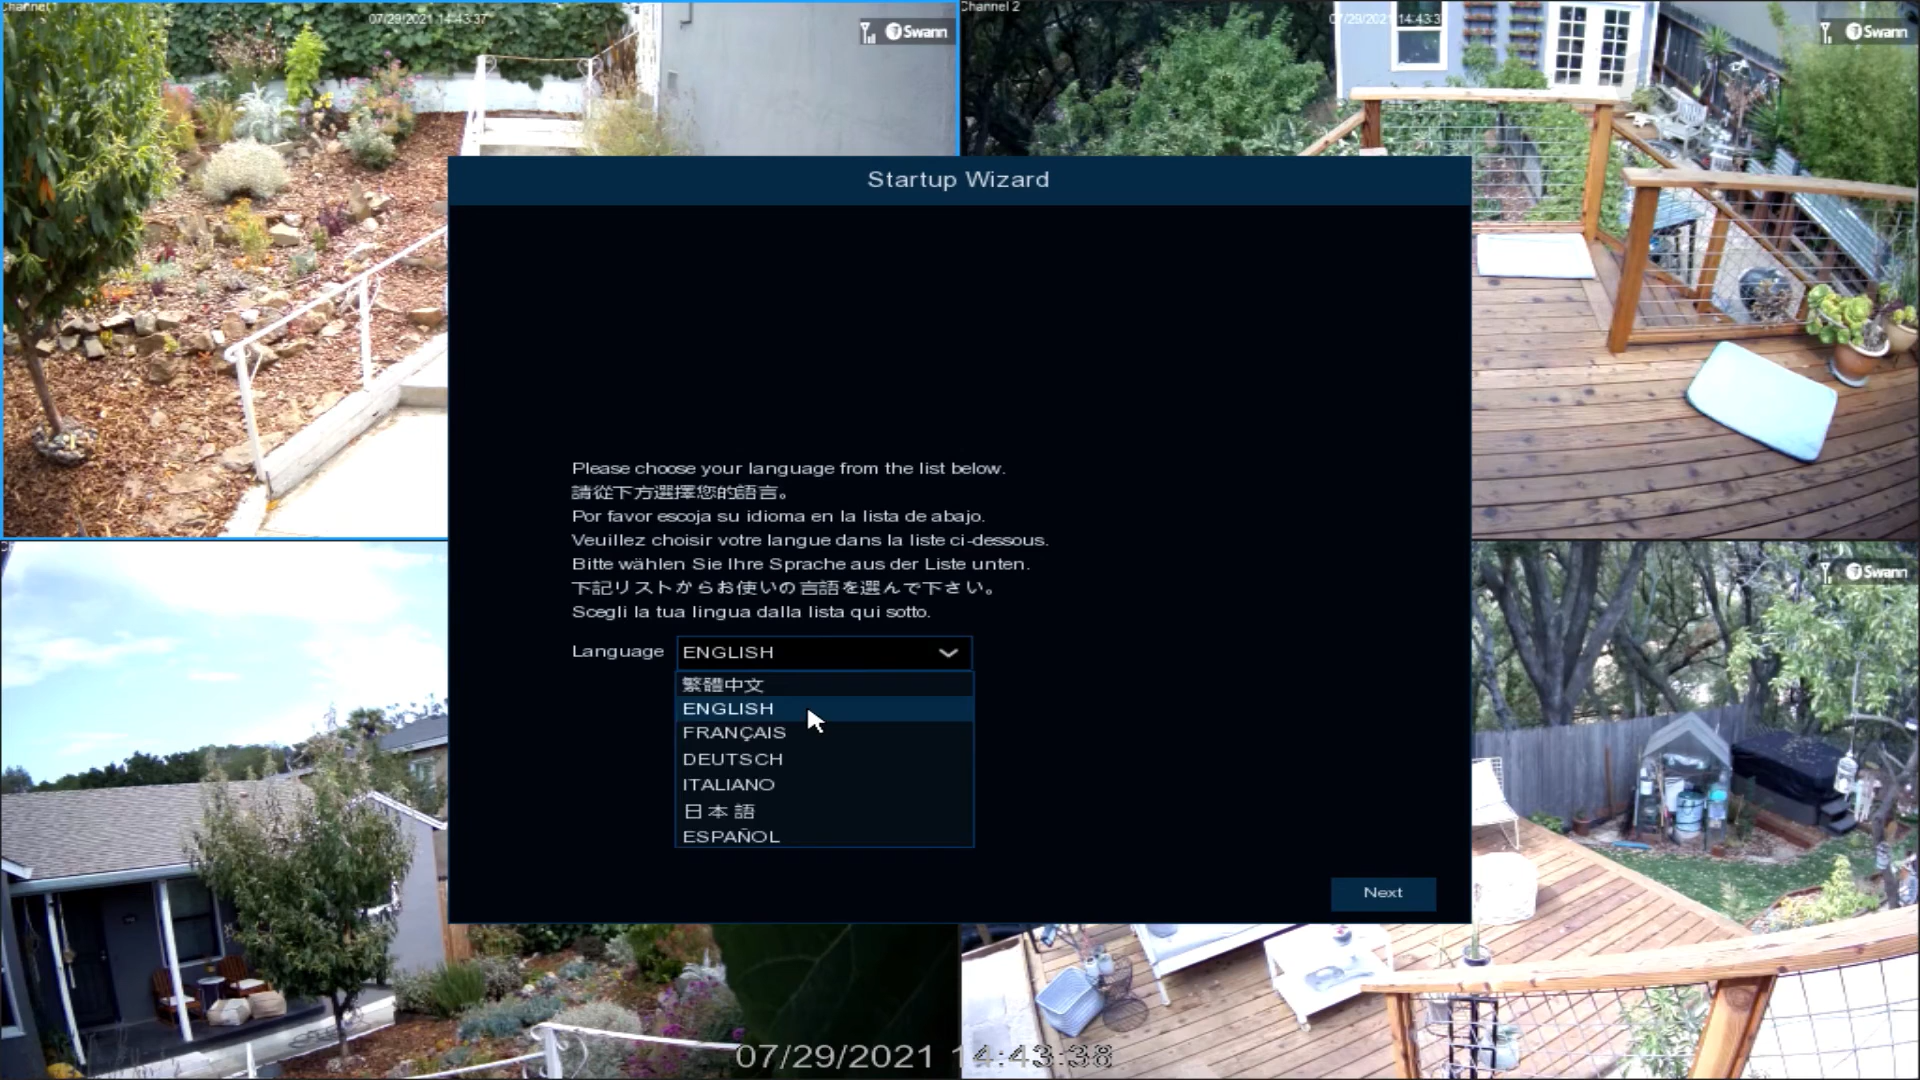 Channel 1
07/29/2021 14:43:37
Swann
Channel 2
07/29/2021 14:43:3
Swann
Startup Wizard
Please choose your language from the list below.
請從下方選擇您的語言。
Por favor escoja su idioma en la lista de abajo.
Veuillez choisir votre langue dans la liste ci-dessous.
Bitte wählen Sie Ihre Sprache aus der Liste unten.
下記リストからお使いの言語を選んで下さい。
Scegli la tua lingua dalla lista qui sotto.
Language ENGLISH
繁體中文
ENGLISH
FRANÇAIS
DEUTSCH
ITALIANO
日本語
ESPAÑOL
Next
Swann
07/29/2021 14:43:38